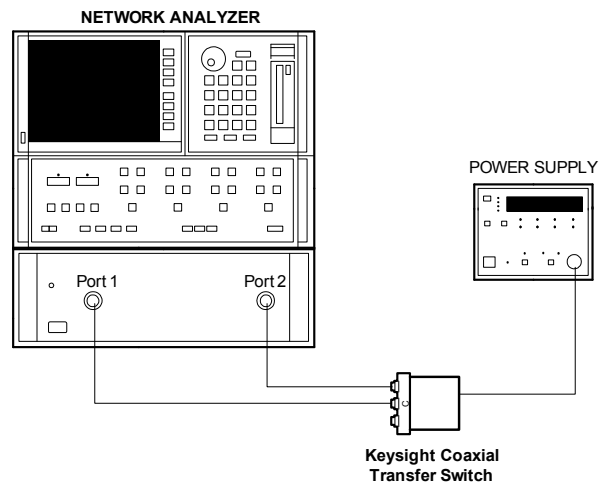 NETWORK ANALYZER
POWER SUPPLY
Port 1
Port 2
C
Keysight Coaxial
Transfer Switch